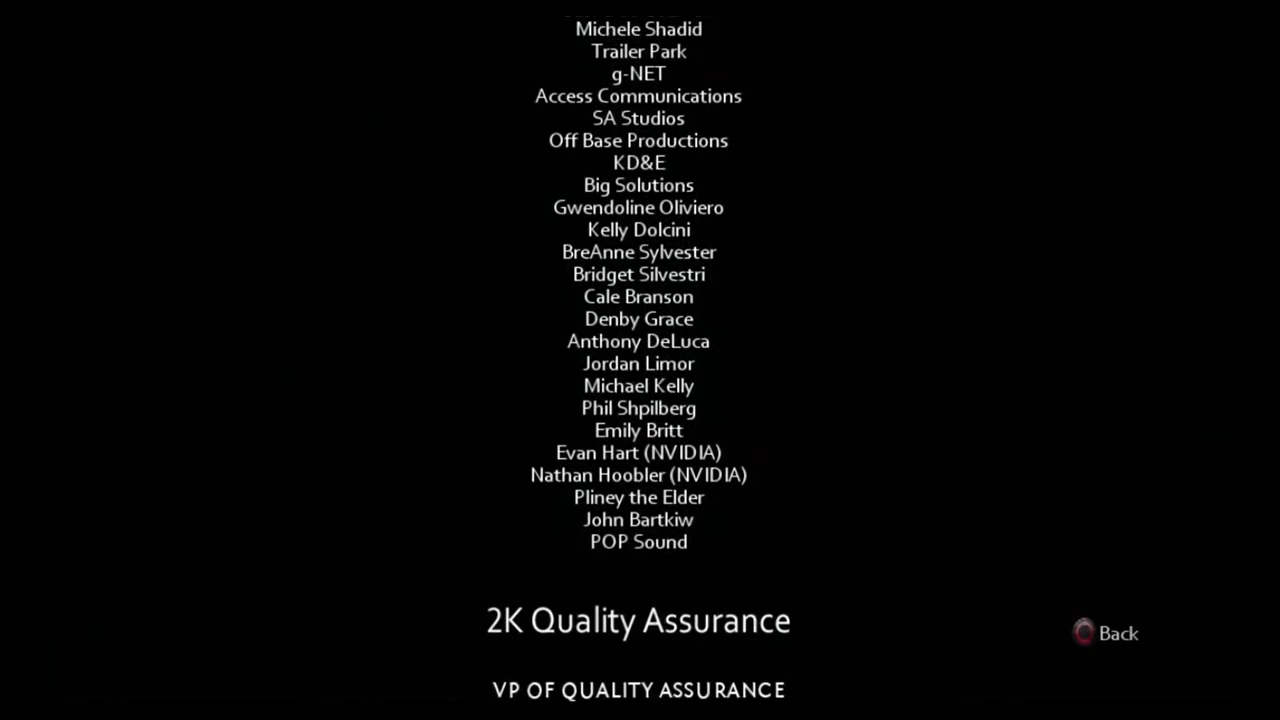 Michele Shadid
Trailer Park
g-NET
Access Communications
SA Studios
Off Base Productions
KD&E
Big Solutions
Gwendoline Oliviero
Kelly Dolcini
BreAnne Sylvester
Bridget Silvestri
Cale Branson
Denby Grace
Anthony DeLuca
Jordan Limor
Michael Kelly
Phil Shpilberg
Emily Britt
Evan Hart (NVIDIA)
Nathan Hoobler (NVIDIA)
Pliney the Elder
John Bartkiw
POP Sound
2K Quality Assurance
Back
VP OF QUALITY ASSURANCE